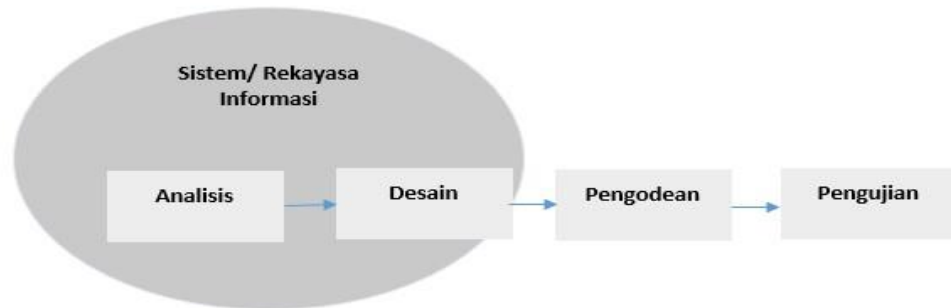 Sistem/ Rekayasa
Informasi
Analisis
Desain
Pengodean
Pengujian